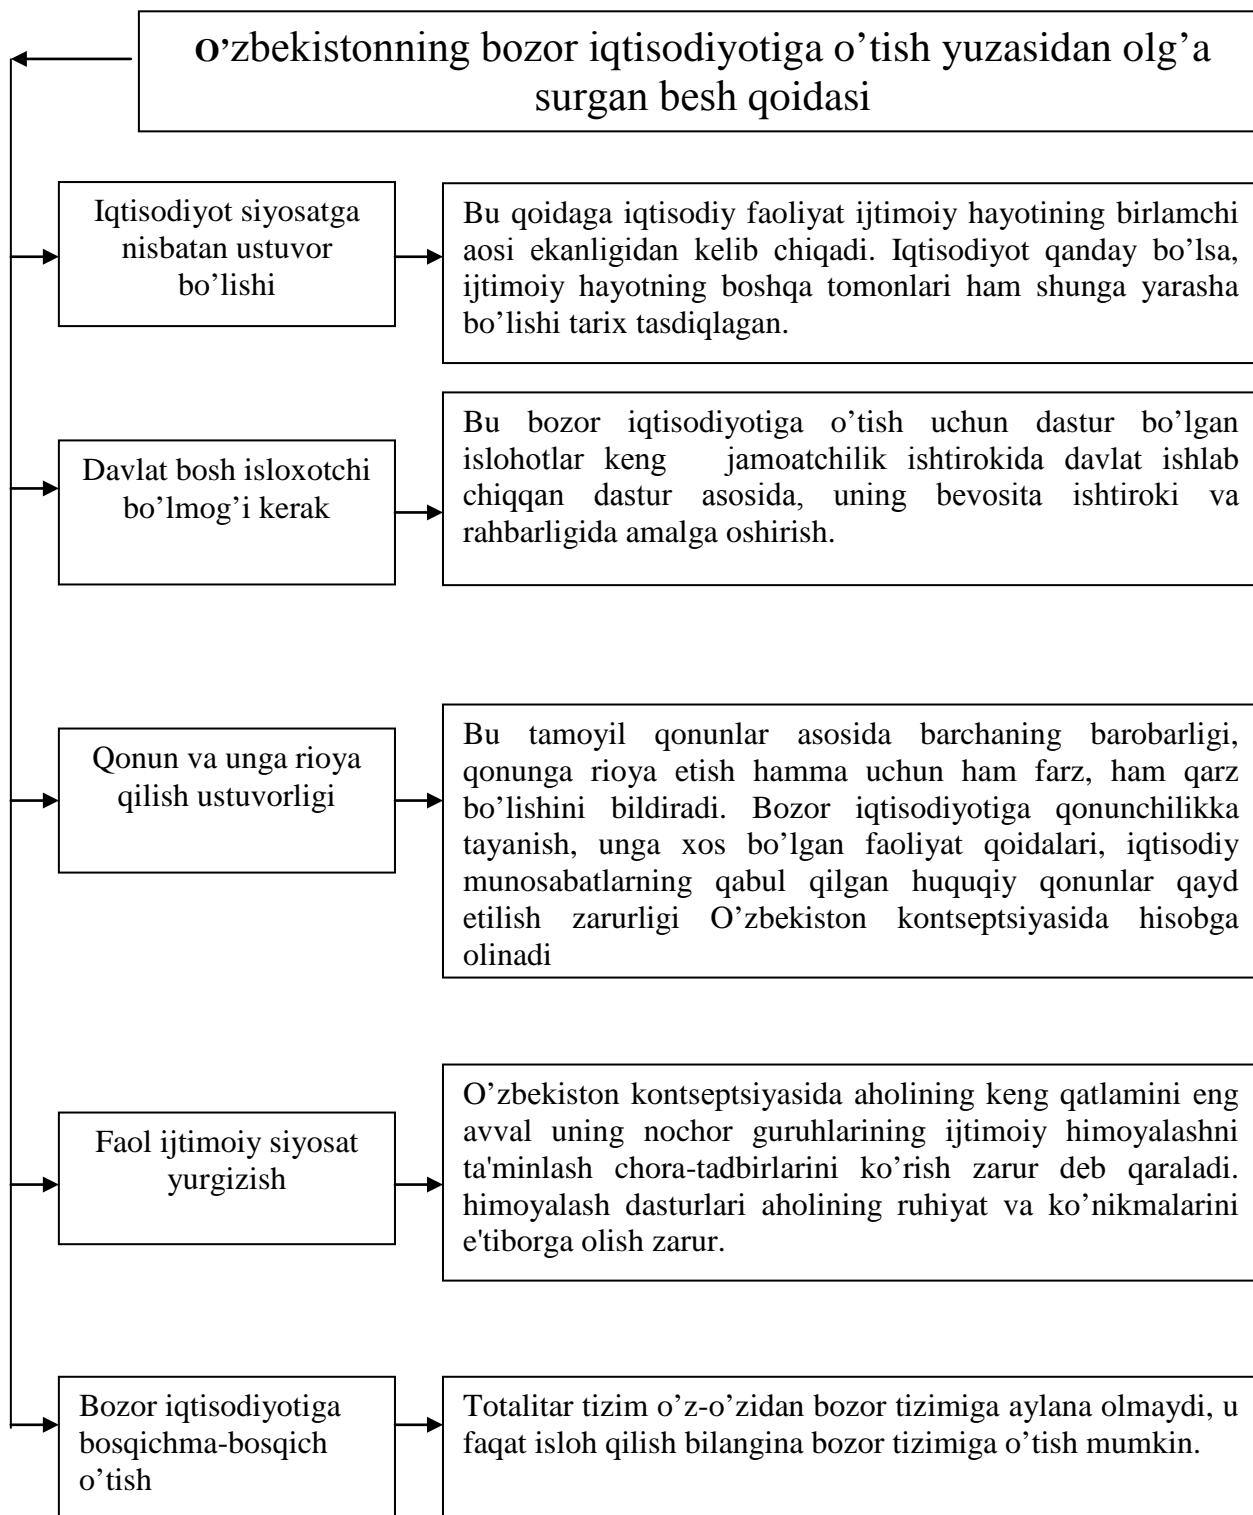 O’zbekistonning bozor iqtisodiyotiga o’tish yuzasidan olg’a
surgan besh qoidasi
Iqtisodiyot siyosatga
nisbatan ustuvor
bo’lishi
Bu qoidaga iqtisodiy faoliyat ijtimoiy hayotining birlamchi
aosi ekanligidan kelib chiqadi. Iqtisodiyot qanday bo’lsa,
ijtimoiy hayotning boshqa tomonlari ham shunga yarasha
bo’lishi tarix tasdiqlagan.
Davlat bosh isloxotchi
bo’lmog’i kerak
Bu bozor iqtisodiyotiga o’tish uchun dastur bo’lgan
islohotlar keng jamoatchilik ishtirokida davlat ishlab
chiqqan dastur asosida, uning bevosita ishtiroki va
rahbarligida amalga oshirish.
Qonun va unga rioya
qilish ustuvorligi
Bu tamoyil qonunlar asosida barchaning barobarligi,
qonunga rioya etish hamma uchun ham farz, ham qarz
bo’lishini bildiradi. Bozor iqtisodiyotiga qonunchilikka
tayanish, unga xos bo’lgan faoliyat qoidalari, iqtisodiy
munosabatlarning qabul qilgan huquqiy qonunlar qayd
etilish zarurligi O’zbekiston kontseptsiyasida hisobga
olinadi
Faol ijtimoiy siyosat
yurgizish
O’zbekiston kontseptsiyasida aholining keng qatlamini eng
avval uning nochor guruhlarining ijtimoiy himoyalashni
ta'minlash chora-tadbirlarini ko’rish zarur deb qaraladi.
himoyalash dasturlari aholining ruhiyat va ko’nikmalarini
e'tiborga olish zarur.
Bozor iqtisodiyotiga
bosqichma-bosqich
o’tish
Totalitar tizim o’z-o’zidan bozor tizimiga aylana olmaydi, u
faqat isloh qilish bilangina bozor tizimiga o’tish mumkin.